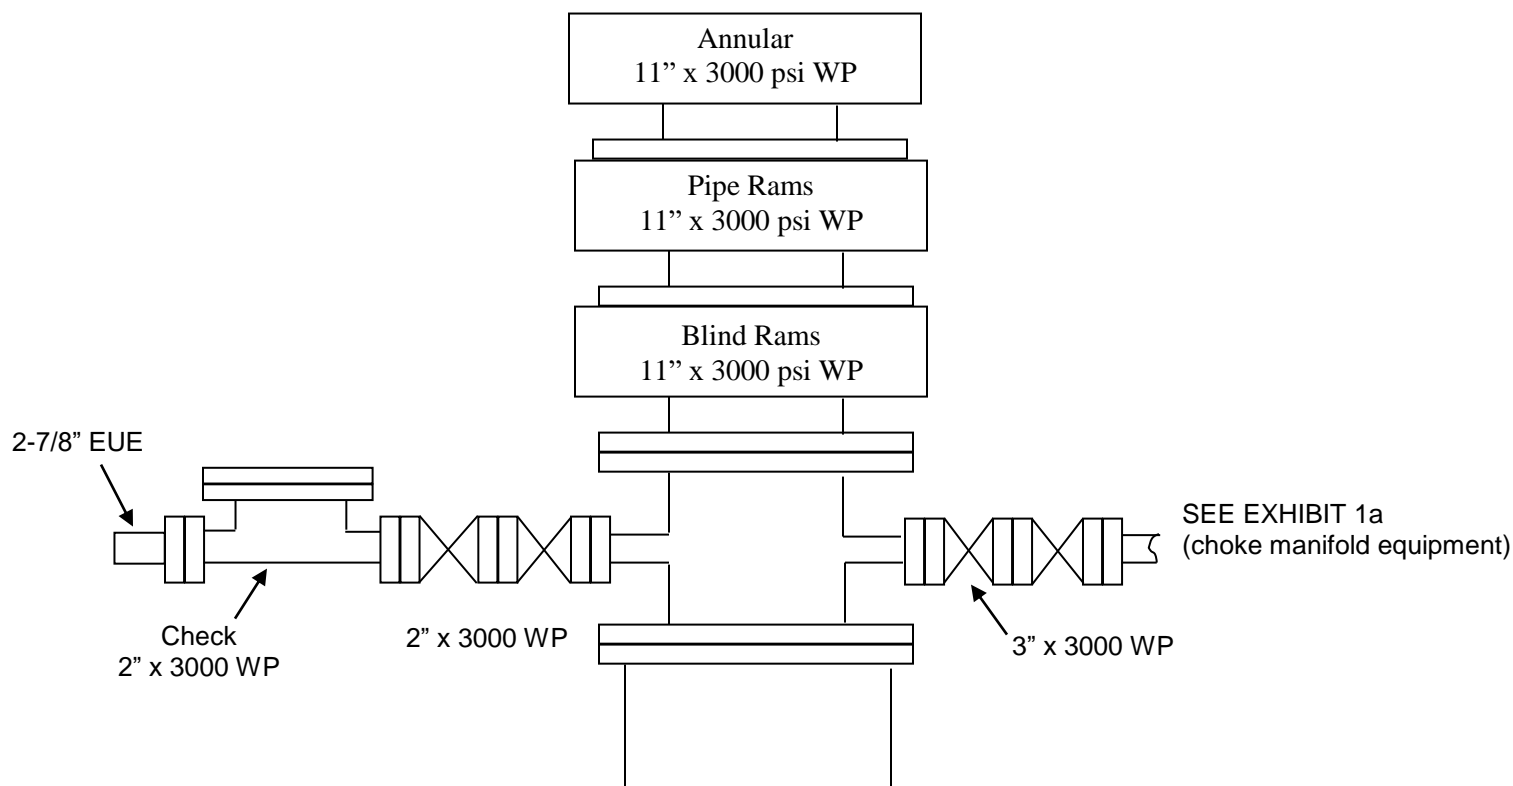 Annular
11” x 3000 psi WP
Pipe Rams
11” x 3000 psi WP
Blind Rams
11” x 3000 psi WP
2-7/8” EUE
SEE EXHIBIT 1a
(choke manifold equipment)
Check
2” x 3000 WP
2” x 3000 WP
3” x 3000 WP